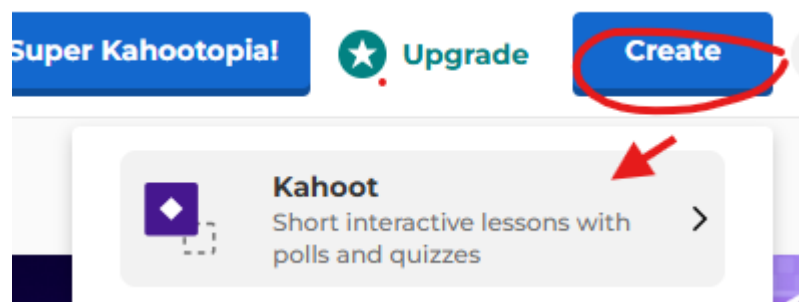 Super Kahootopia!
Upgrade
Create
Kahoot
Short interactive lessons with
polls and quizzes